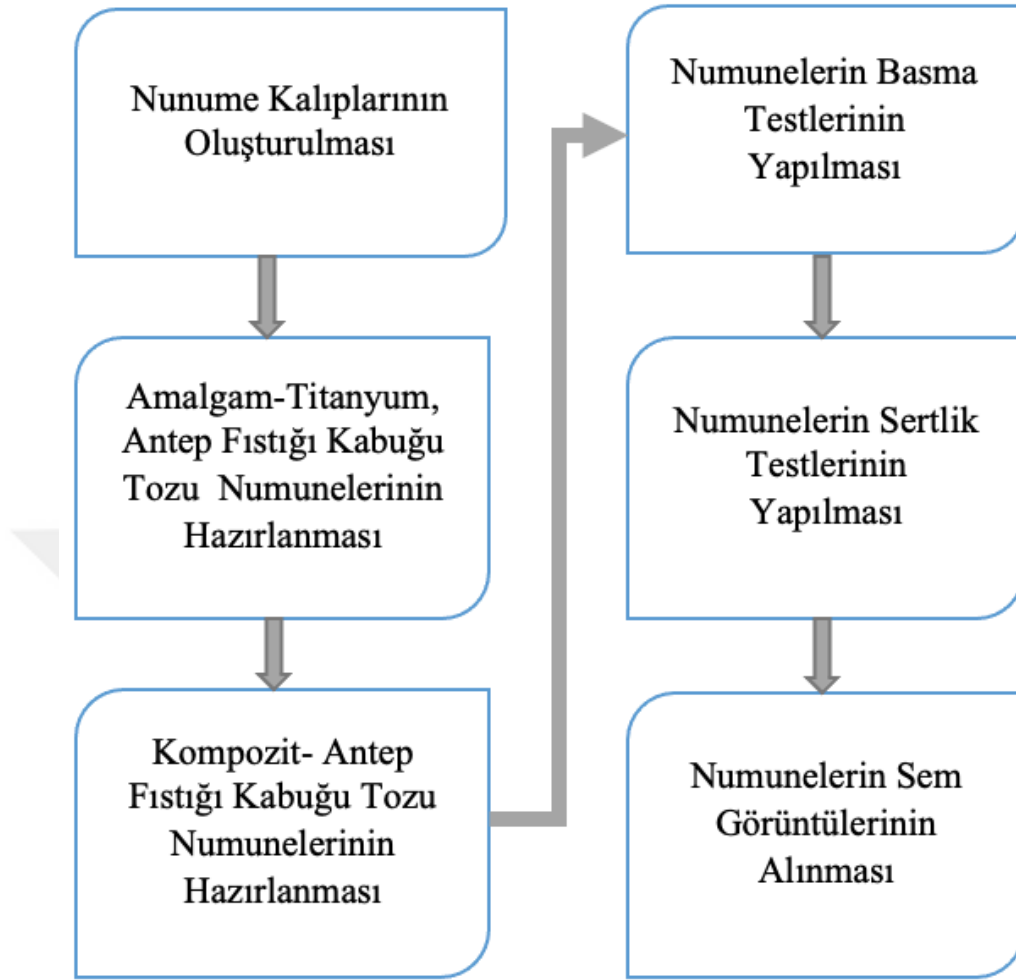 Nunume Kalıplarının
Oluşturulması
Amalgam-Titanyum,
Antep Fıstığı Kabuğu
Tozu Numunelerinin
Hazırlanması
Kompozit- Antep
Fıstığı Kabuğu Tozu
Numunelerinin
Hazırlanması
Numunelerin Basma
Testlerinin
Yapılması
Numunelerin Sertlik
Testlerinin
Yapılması
Numunelerin Sem
Görüntülerinin
Alınması